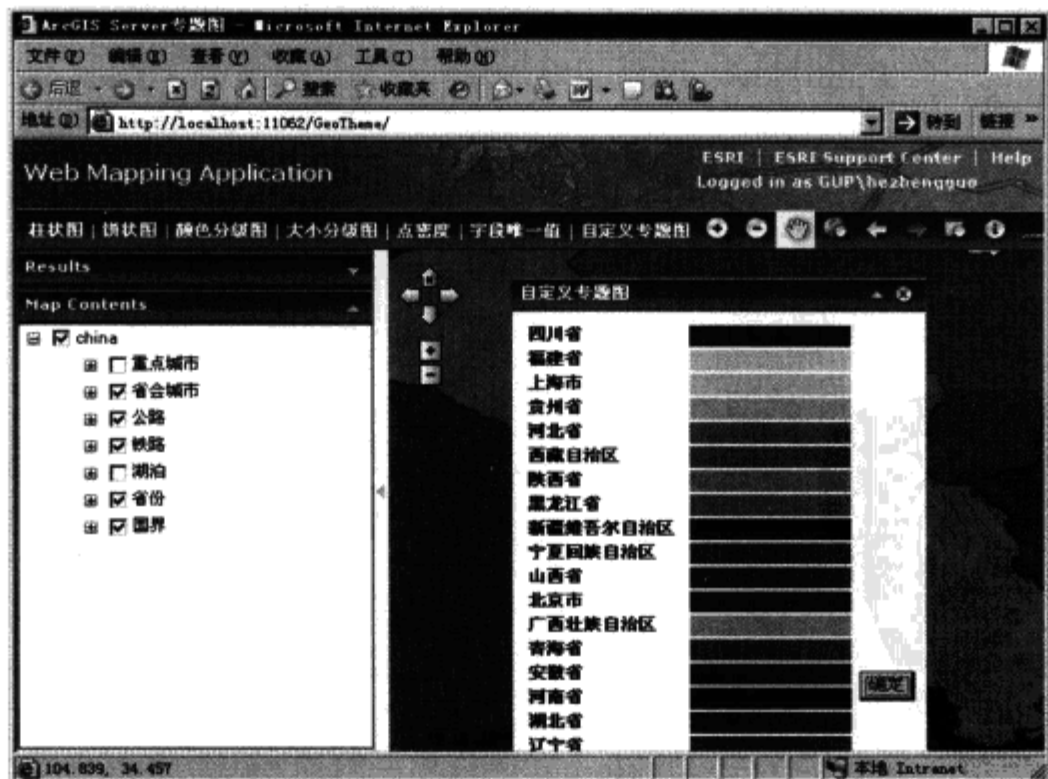 ArcGIS Server专题图 - Microsoft Internet Explorer
文件(F) 编辑(E) 查看(V) 收藏(A) 工具(T) 帮助(H)
后退 搜索 收藏夹
地址(D) http://localhost:11062/GeoTheme/ 转到 链接 »
ESRI | ESRI Support Center | Help
Web Mapping Application
Logged in as GUP\hezhengguo
柱状图 | 饼状图 | 颜色分级图 | 大小分级图 | 点密度 | 字段唯一值 | 自定义专题图
Results
Map Contents
china
重点城市
省会城市
公路
铁路
湖泊
省份
国界
自定义专题图
四川省
福建省
上海市
贵州省
河北省
西藏自治区
陕西省
黑龙江省
新疆维吾尔自治区
宁夏回族自治区
山西省
北京市
广西壮族自治区
青海省
安徽省
河南省
湖北省
辽宁省
确定
104.839, 34.457
本地 Intranet